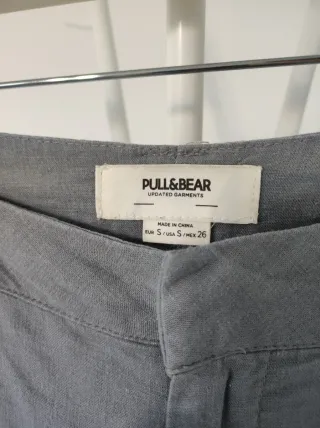 PULL&BEAR
UPDATED GARMENTS
MADE IN CHINA
EUR S / USA S / MEX 26